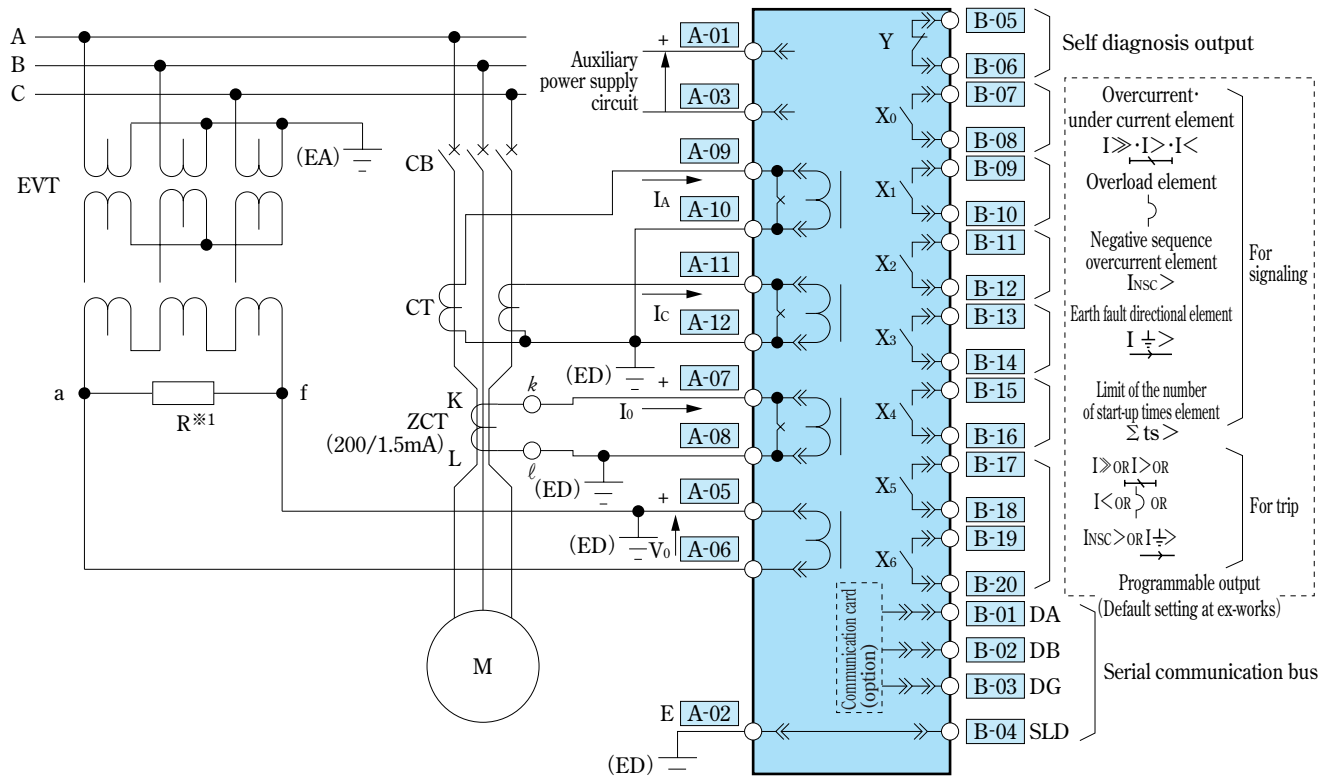 A
B
C
EVT
(EA)
a
R※1
f
CB
CT
K
ZCT
(200/1.5mA)
L
k
ℓ
(ED)
M
Auxiliary
power supply
circuit
+
A-01
A-03
A-09
IA
A-10
A-11
IC
A-12
(ED)
+
A-07
I0
A-08
(ED)
+
A-05
V0
A-06
E
A-02
(ED)
Y
X0
X1
X2
X3
X4
X5
X6
Communication card
(option)
B-05
B-06
B-07
B-08
B-09
B-10
B-11
B-12
B-13
B-14
B-15
B-16
B-17
B-18
B-19
B-20
B-01 DA
B-02 DB
B-03 DG
B-04 SLD
Self diagnosis output
Overcurrent·
under current element
I≫·I>·I<
Overload element
Negative sequence
overcurrent element
INSC>
Earth fault directional element
I⏚>
Limit of the number
of start-up times element
Σts>
For
signaling
I≫OR I>OR
I<OR OR
INSC>OR I⏚>
For trip
Programmable output
(Default setting at ex-works)
Serial communication bus